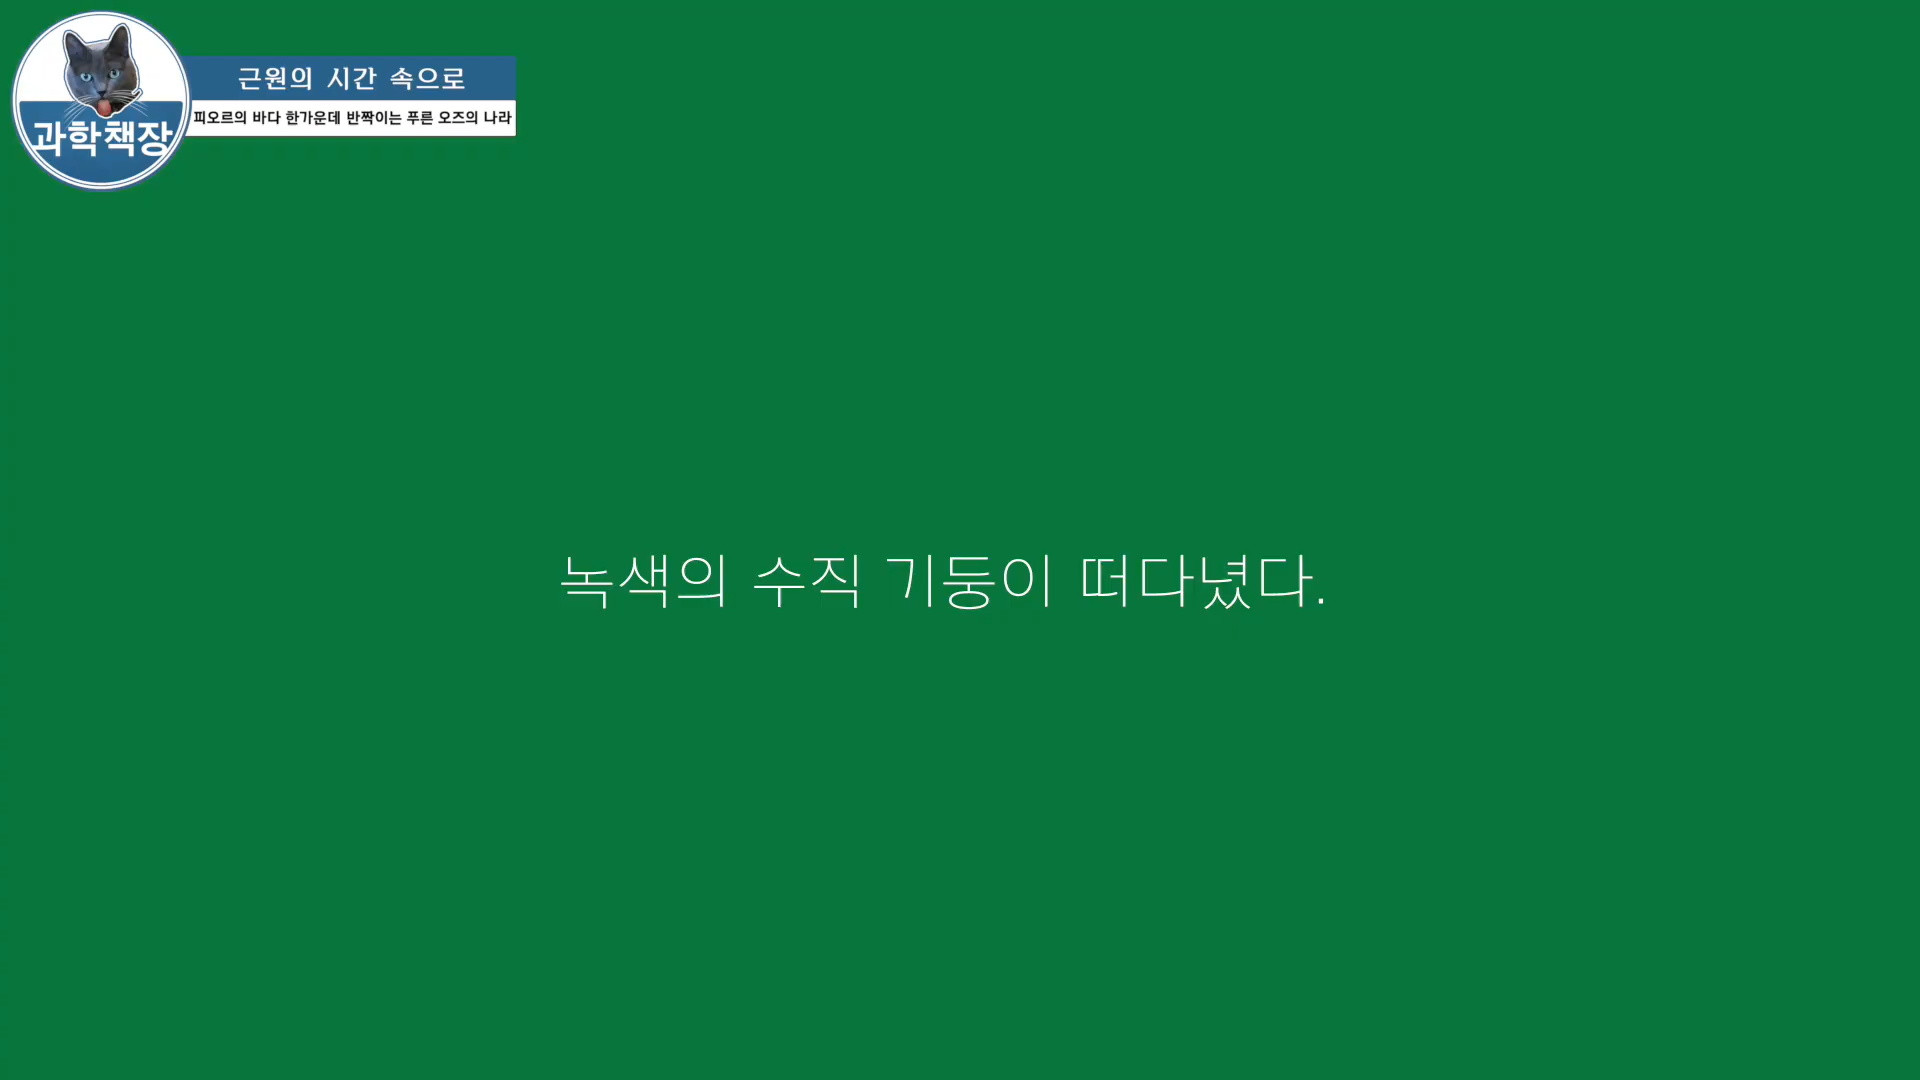 근원의 시간 속으로
피오르의 바다 한가운데 반짝이는 푸른 오즈의 나라
과학책장
녹색의 수직 기둥이 떠다녔다.